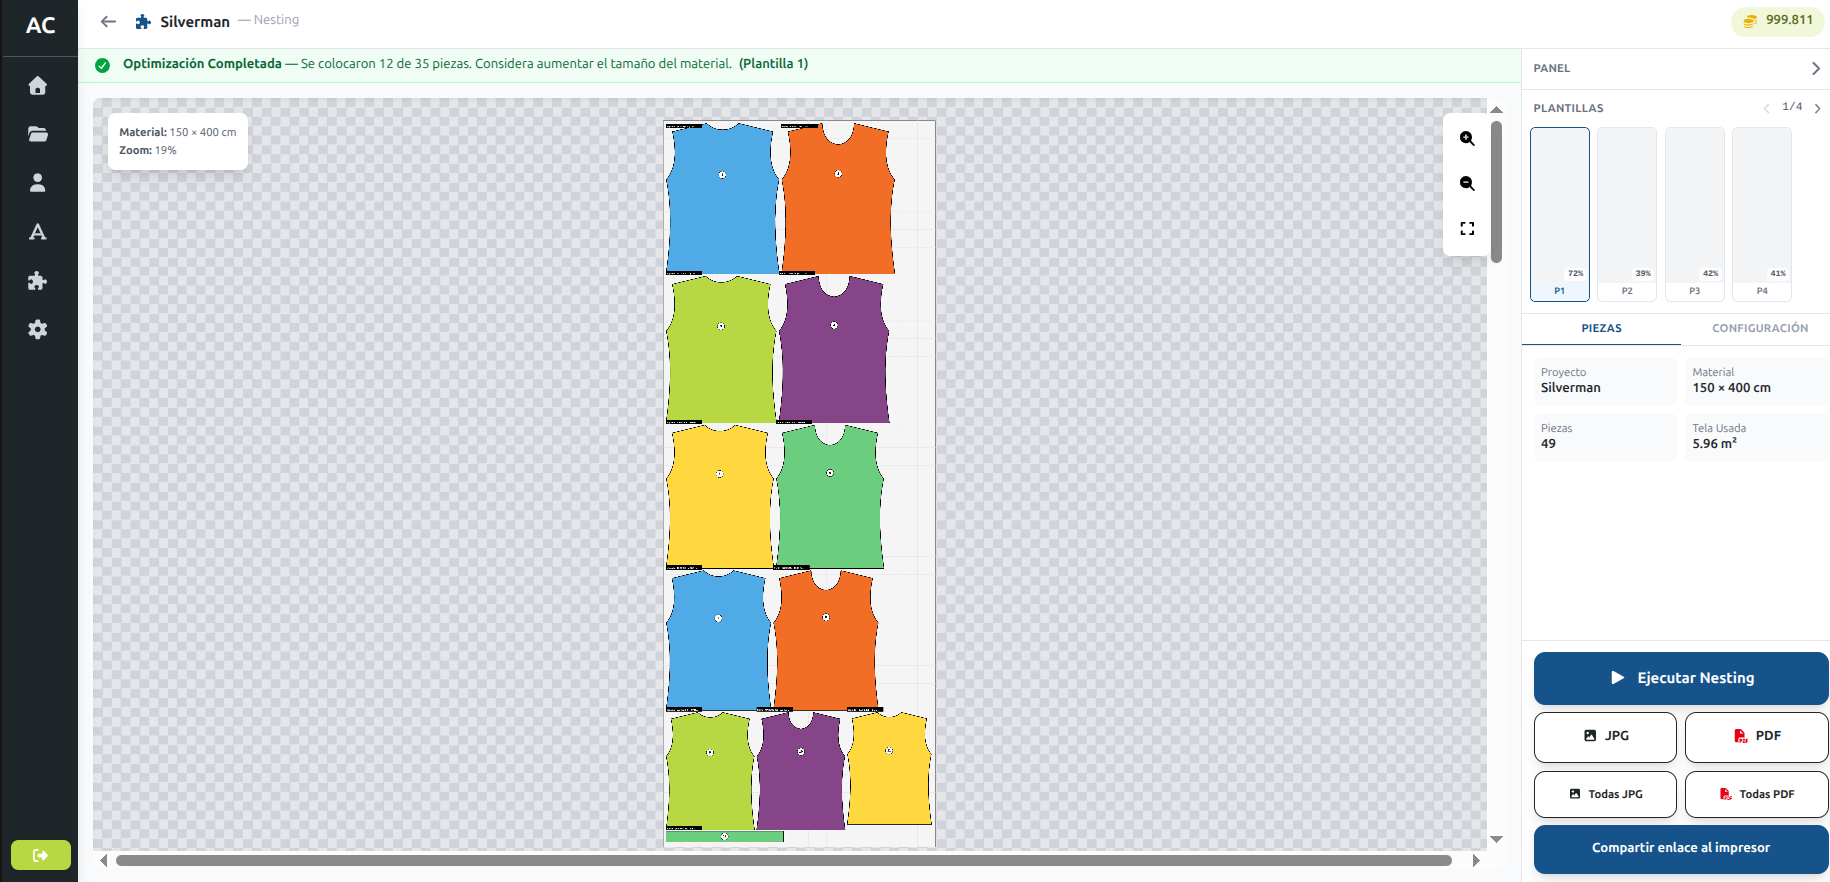 AC
Silverman — Nesting
999.811
Optimización Completada — Se colocaron 12 de 35 piezas. Considera aumentar el tamaño del material. (Plantilla 1)
Material: 150 × 400 cm
Zoom: 19%
PANEL
PLANTILLAS
1/4
72%
39%
42%
41%
P1
P2
P3
P4
PIEZAS
CONFIGURACIÓN
Proyecto
Silverman
Material
150 × 400 cm
Piezas
49
Tela Usada
5.96 m²
Ejecutar Nesting
JPG
PDF
Todas JPG
Todas PDF
Compartir enlace al impresor